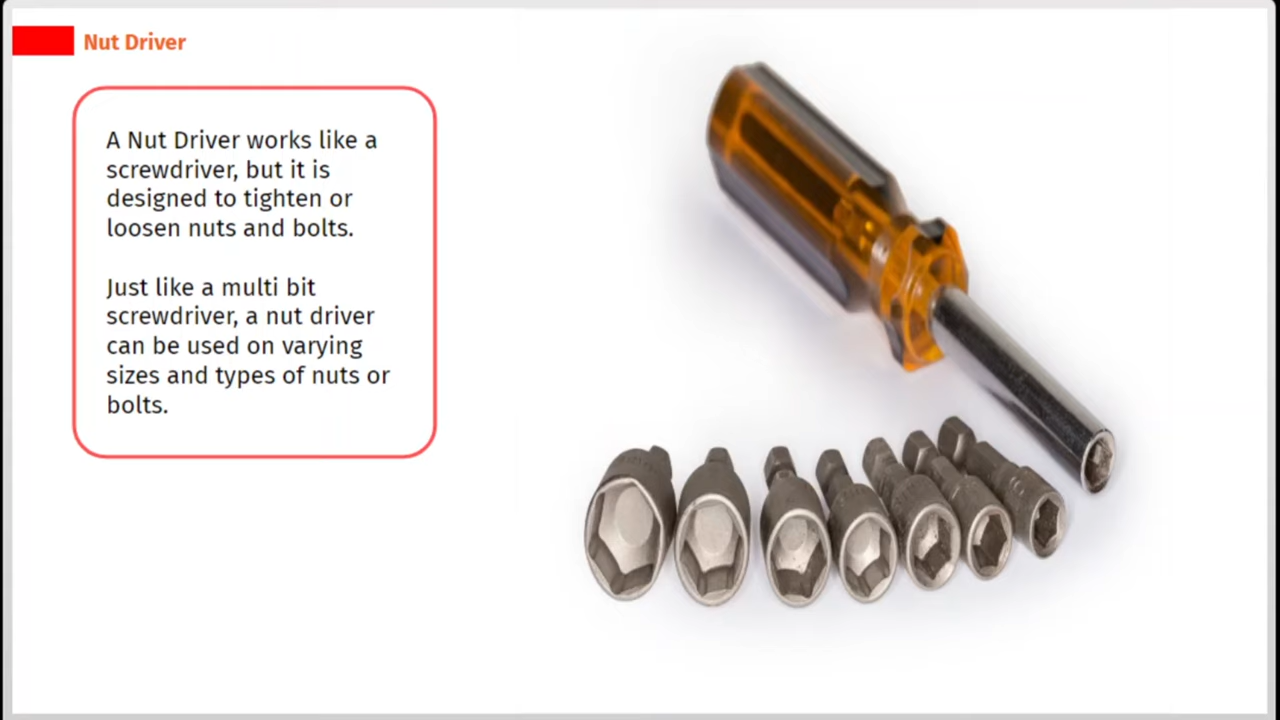 Nut Driver
A Nut Driver works like a
screwdriver, but it is
designed to tighten or
loosen nuts and bolts.
Just like a multi bit
screwdriver, a nut driver
can be used on varying
sizes and types of nuts or
bolts.